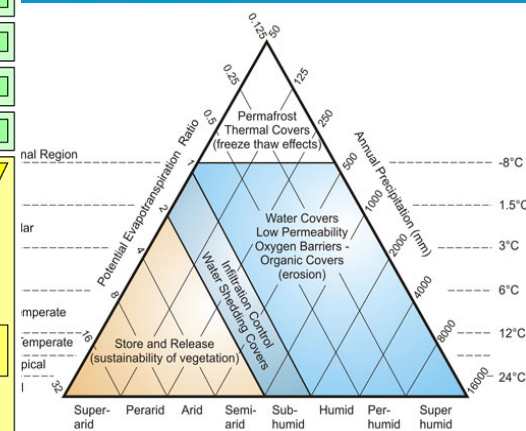 0.125
50
0.25
125
0.5
250
1
500
2
1000
4
2000
8
4000
16
8000
32
16000
Potential Evapotranspiration Ratio
Annual Precipitation (mm)
Permafrost
Thermal Covers
(freeze thaw effects)
Water Covers
Low Permeability
Oxygen Barriers -
Organic Covers
(erosion)
Infiltration Control
Water Shedding Covers
Store and Release
(sustainability of vegetation)
nal Region
lar
mperate
emperate
pical
l
-8°C
1.5°C
3°C
6°C
12°C
24°C
Super-
arid
Perarid
Arid
Semi-
arid
Sub-
humid
Humid
Per-
humid
Super
humid